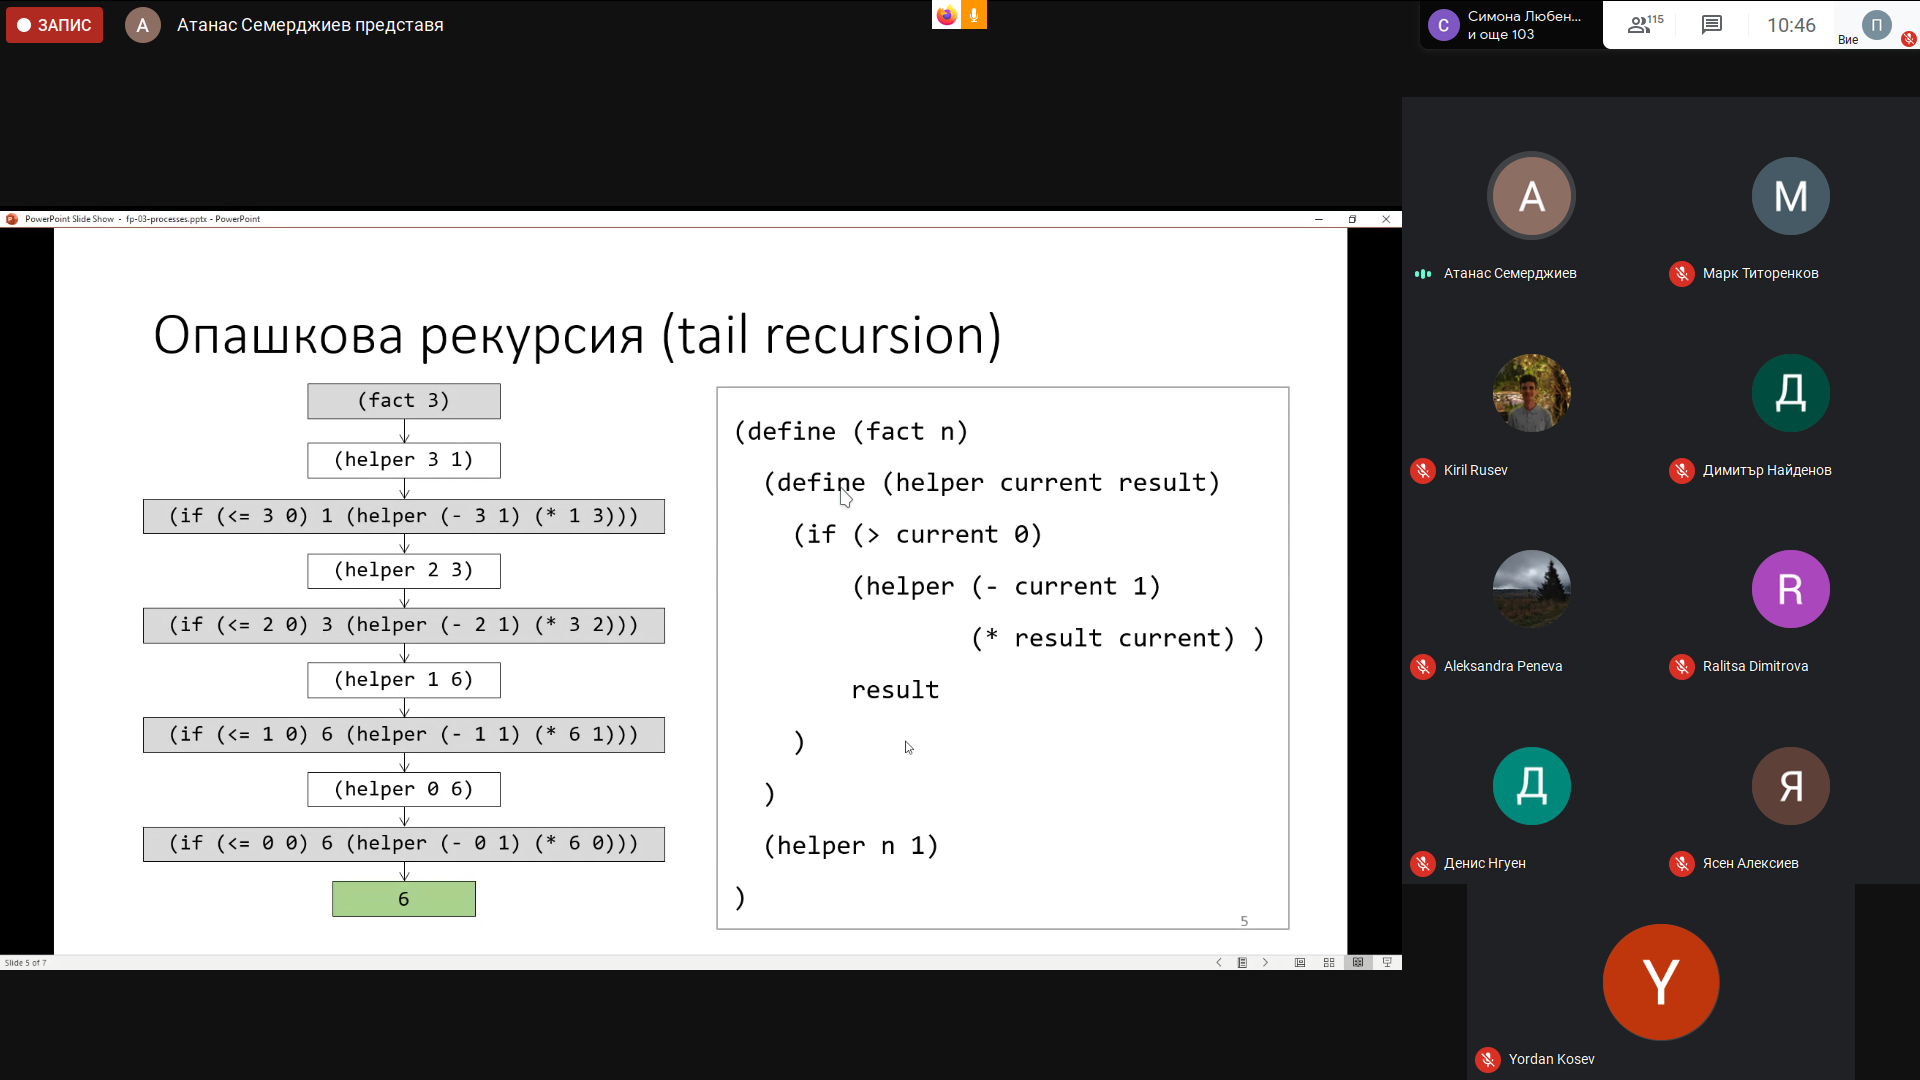 ЗАПИС
А
Атанас Семерджиев представя
С
Симона Любен...
и още 103
115
10:46
Вие
П
PowerPoint Slide Show - fp-03-processes.pptx - PowerPoint
Опашкова рекурсия (tail recursion)
(fact 3)
(helper 3 1)
(if (<= 3 0) 1 (helper (- 3 1) (* 1 3)))
(helper 2 3)
(if (<= 2 0) 3 (helper (- 2 1) (* 3 2)))
(helper 1 6)
(if (<= 1 0) 6 (helper (- 1 1) (* 6 1)))
(helper 0 6)
(if (<= 0 0) 6 (helper (- 0 1) (* 6 0)))
6
(define (fact n)
(define (helper current result)
(if (> current 0)
(helper (- current 1)
(* result current) )
result
)
)
(helper n 1)
)
5
Slide 5 of 7
А
Атанас Семерджиев
М
Марк Титоренков
Kiril Rusev
Д
Димитър Найденов
Aleksandra Peneva
R
Ralitsa Dimitrova
Д
Денис Нгуен
Я
Ясен Алексиев
Y
Yordan Kosev